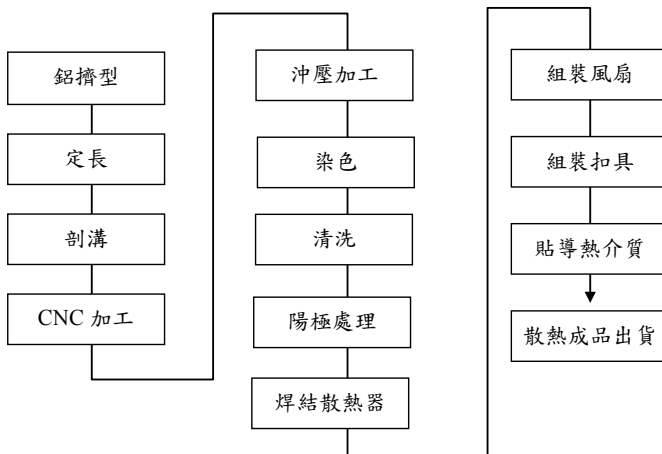 鋁擠型
定長
剖溝
CNC 加工
沖壓加工
染色
清洗
陽極處理
焊結散熱器
組裝風扇
組裝扣具
貼導熱介質
散熱成品出貨